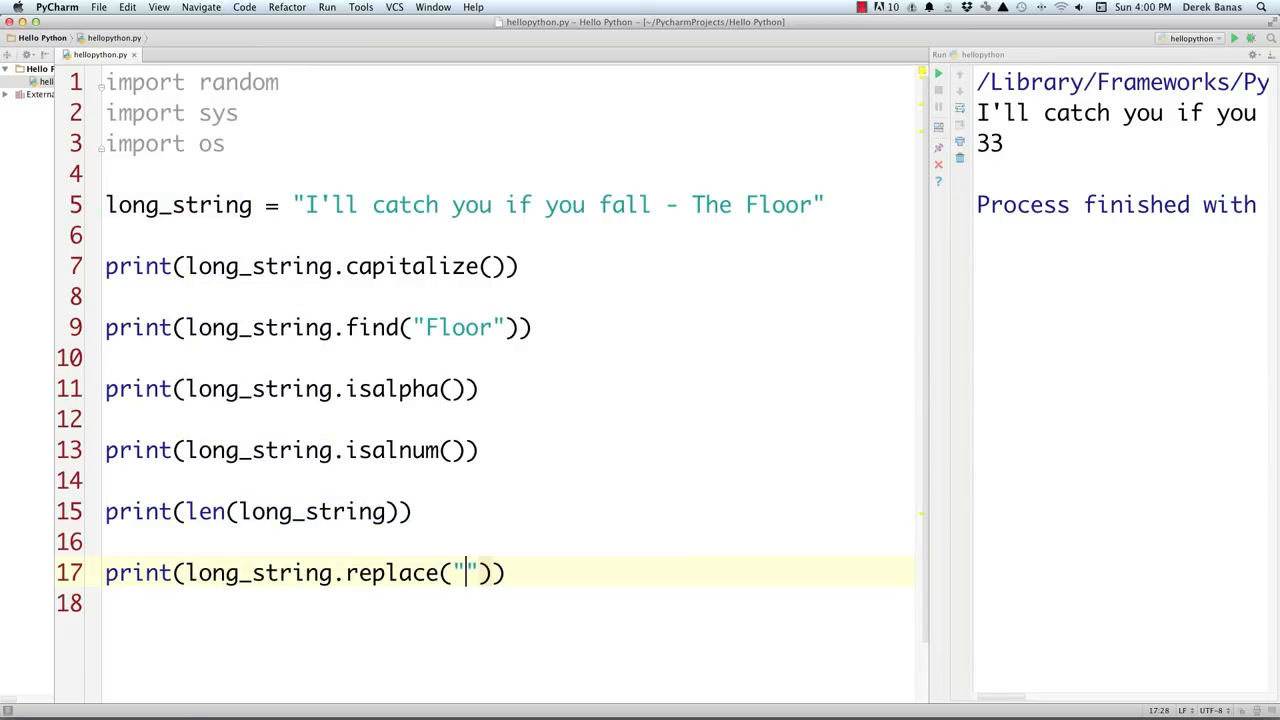 PyCharm File Edit View Navigate Code Refactor Run Tools VCS Window Help 10 Sun 4:00 PM Derek Banas
hellopython.py – Hello Python – [~/PycharmProjects/Hello Python]
Hello Python hellopython.py hellopython
hellopython.py × Run hellopython
Hello P
hell
Externa
1 import random
2 import sys
3 import os
4
5 long_string = "I'll catch you if you fall - The Floor"
6
7 print(long_string.capitalize())
8
9 print(long_string.find("Floor"))
10
11 print(long_string.isalpha())
12
13 print(long_string.isalnum())
14
15 print(len(long_string))
16
17 print(long_string.replace(""))
18
/Library/Frameworks/Py
I'll catch you if you
33
Process finished with
17:28 LF UTF-8